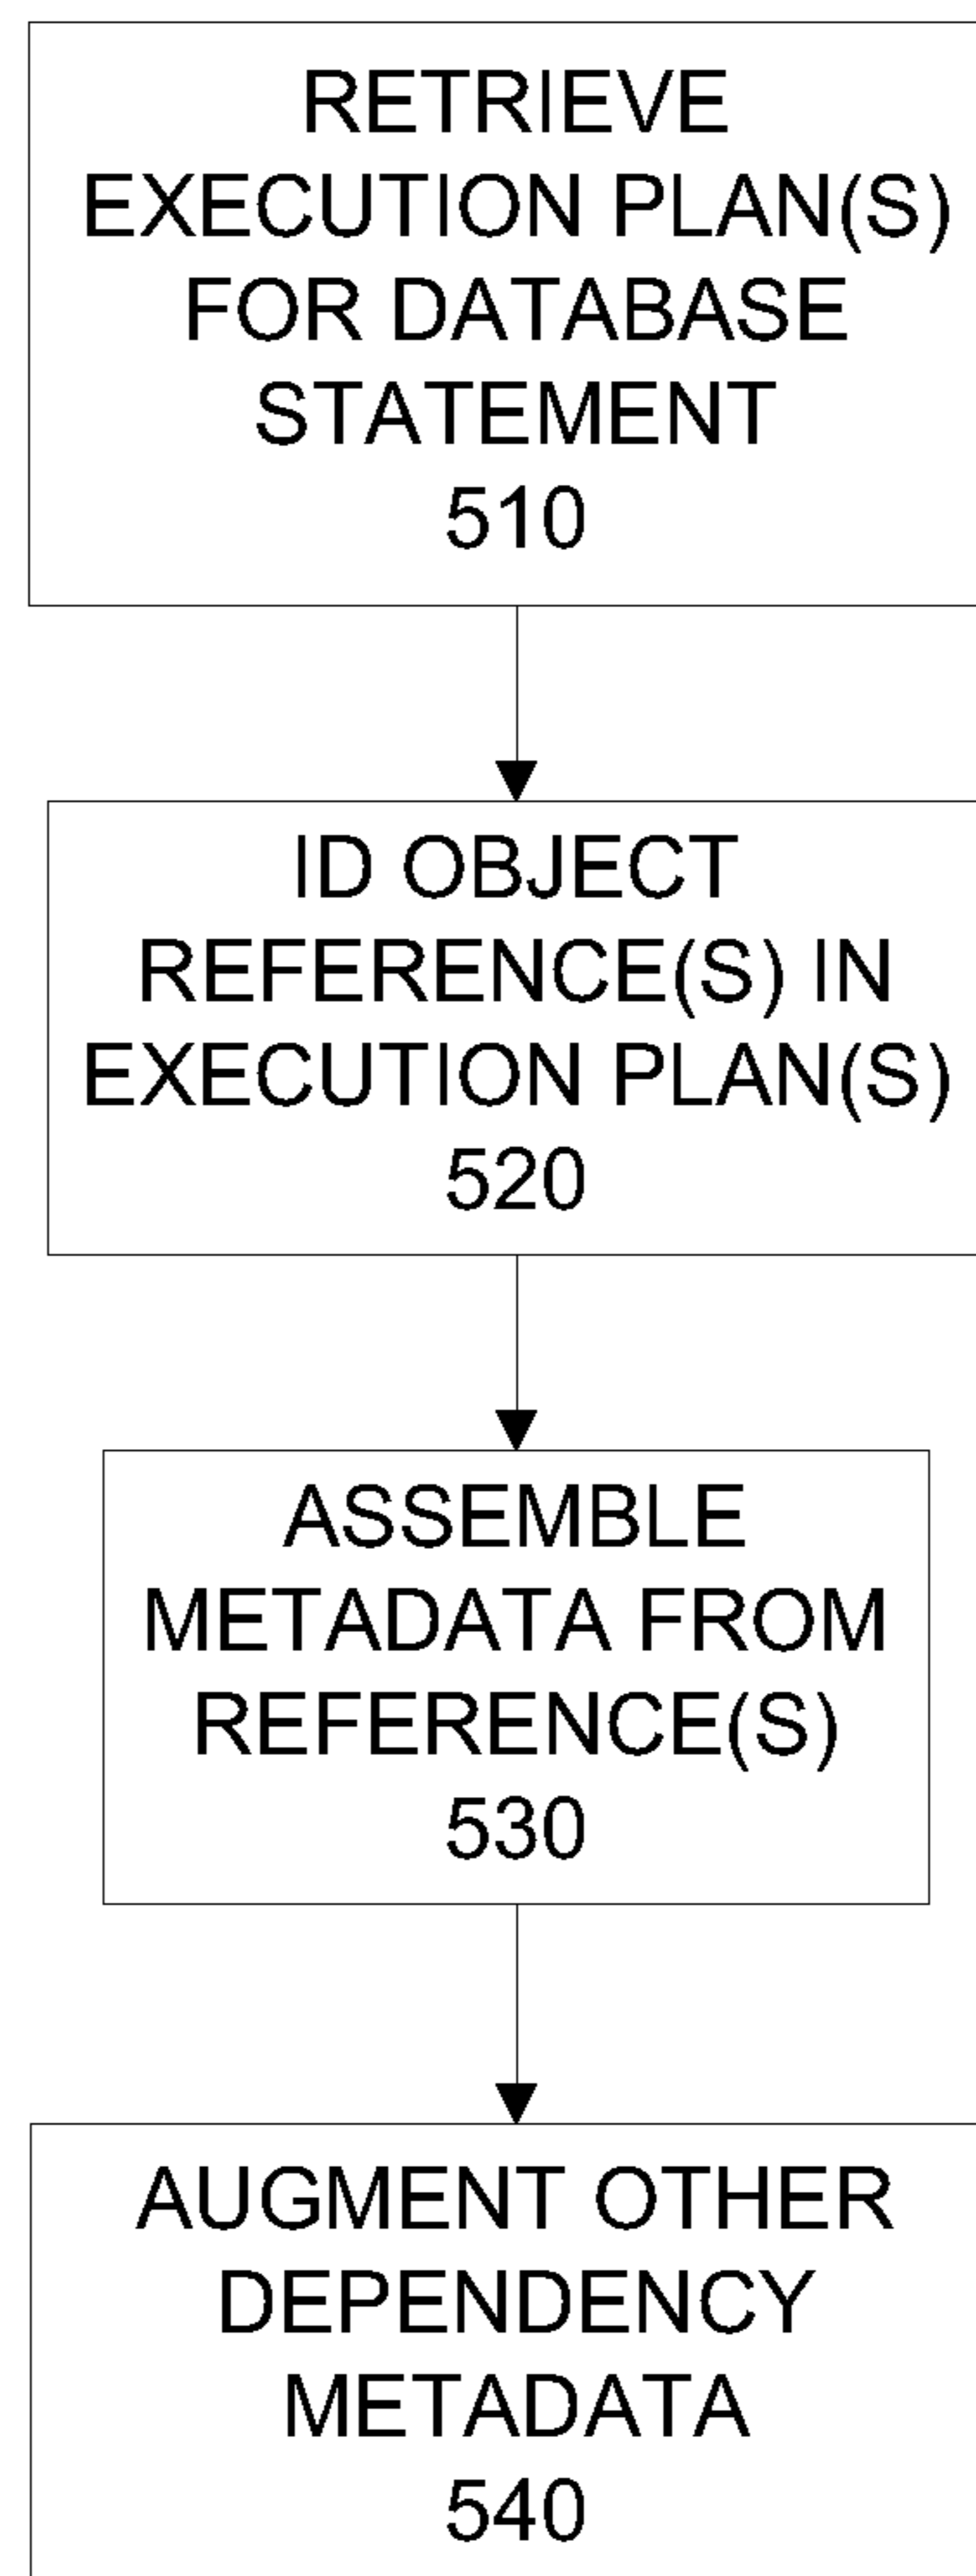 RETRIEVE
EXECUTION PLAN(S)
FOR DATABASE
STATEMENT
510
ID OBJECT
REFERENCE(S) IN
EXECUTION PLAN(S)
520
ASSEMBLE
METADATA FROM
REFERENCE(S)
530
AUGMENT OTHER
DEPENDENCY
METADATA
540